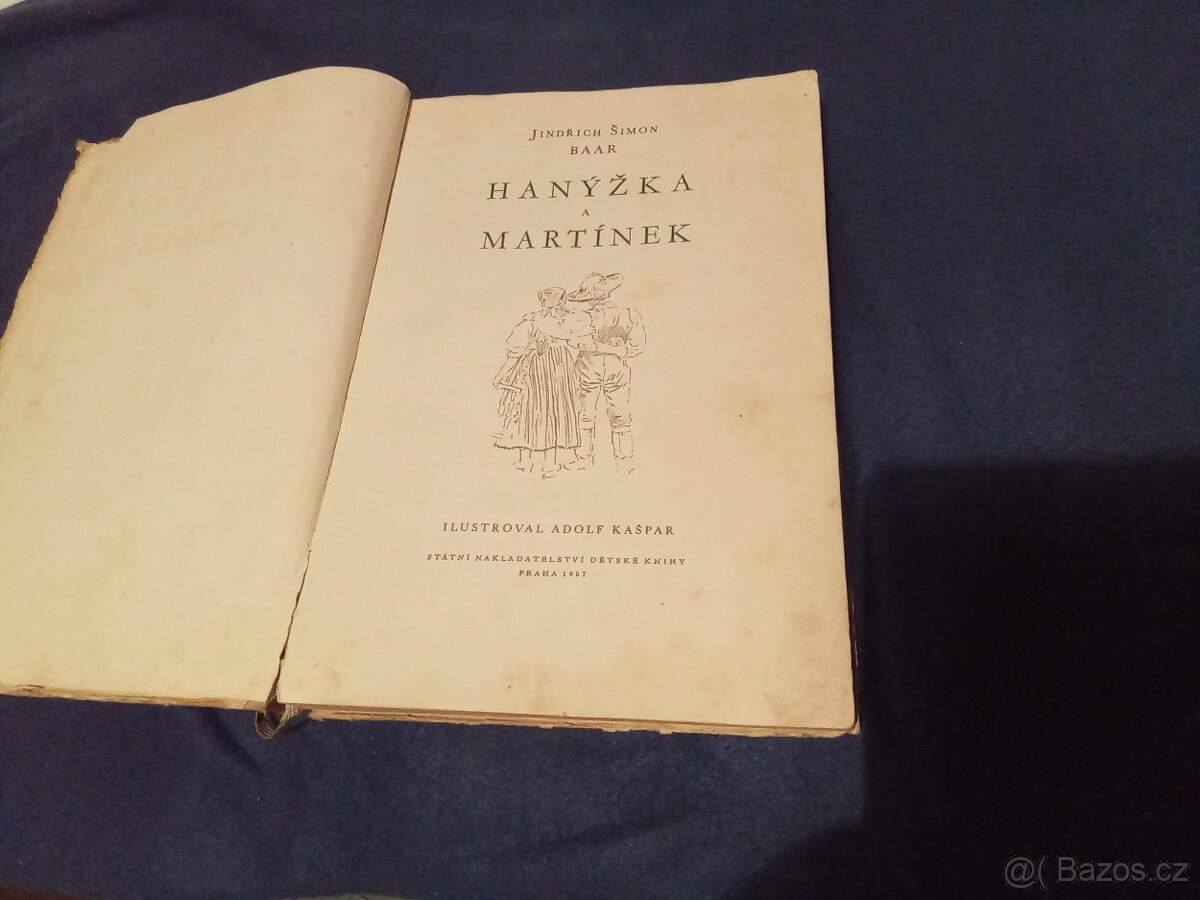 JINDŘICH ŠIMON
BAAR
HANÝŽKA
A
MARTÍNEK
ILUSTROVAL ADOLF KAŠPAR
STÁTNÍ NAKLADATELSTVÍ DĚTSKÉ KNIHY
PRAHA 1957
@( Bazos.cz